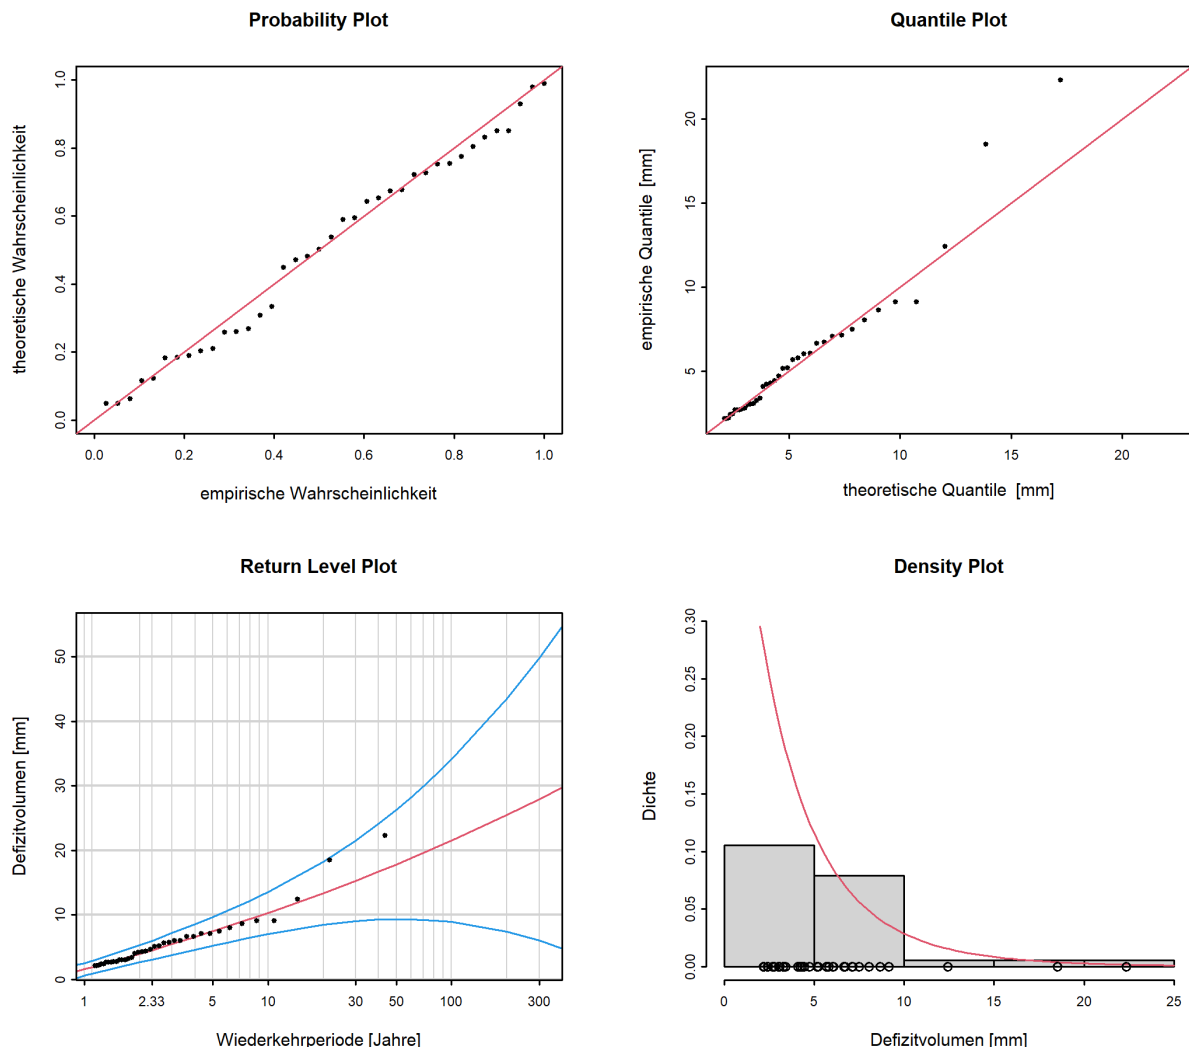 Probability Plot
theoretische Wahrscheinlichkeit
0.0 0.2 0.4 0.6 0.8 1.0
0.0 0.2 0.4 0.6 0.8 1.0
empirische Wahrscheinlichkeit
Quantile Plot
empirische Quantile [mm]
5 10 15 20
5 10 15 20
theoretische Quantile [mm]
Return Level Plot
Defizitvolumen [mm]
0 10 20 30 40 50
1 2.33 5 10 30 50 100 300
Wiederkehrperiode [Jahre]
Density Plot
Dichte
0.00 0.05 0.10 0.15 0.20 0.25 0.30
0 5 10 15 20 25
Defizitvolumen [mm]